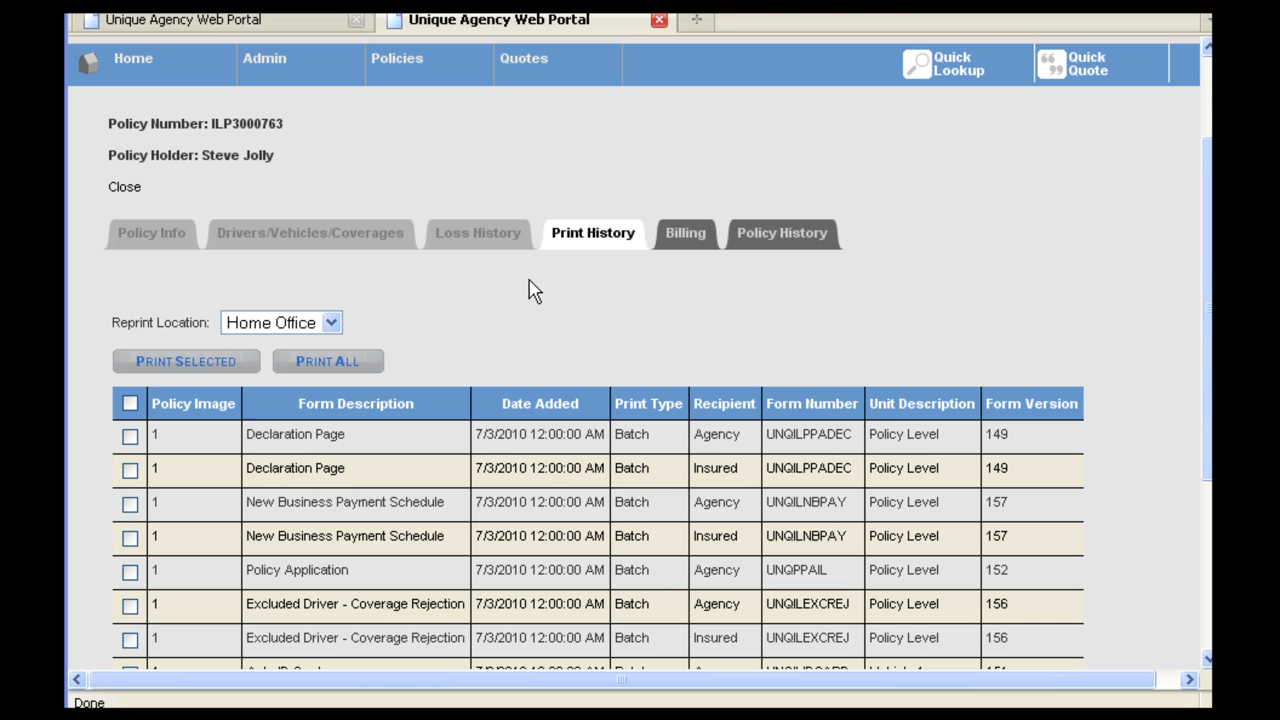 Unique Agency Web Portal
Unique Agency Web Portal
Home Admin Policies Quotes Quick Lookup Quick Quote
Policy Number: ILP3000763
Policy Holder: Steve Jolly
Close
Policy Info Drivers/Vehicles/Coverages Loss History Print History Billing Policy History
Reprint Location: Home Office
PRINT SELECTED PRINT ALL
Policy Image Form Description Date Added Print Type Recipient Form Number Unit Description Form Version
1 Declaration Page 7/3/2010 12:00:00 AM Batch Agency UNQILPPADEC Policy Level 149
1 Declaration Page 7/3/2010 12:00:00 AM Batch Insured UNQILPPADEC Policy Level 149
1 New Business Payment Schedule 7/3/2010 12:00:00 AM Batch Agency UNQILNBPAY Policy Level 157
1 New Business Payment Schedule 7/3/2010 12:00:00 AM Batch Insured UNQILNBPAY Policy Level 157
1 Policy Application 7/3/2010 12:00:00 AM Batch Agency UNQPPAIL Policy Level 152
1 Excluded Driver - Coverage Rejection 7/3/2010 12:00:00 AM Batch Agency UNQILEXCREJ Policy Level 156
1 Excluded Driver - Coverage Rejection 7/3/2010 12:00:00 AM Batch Insured UNQILEXCREJ Policy Level 156
Done